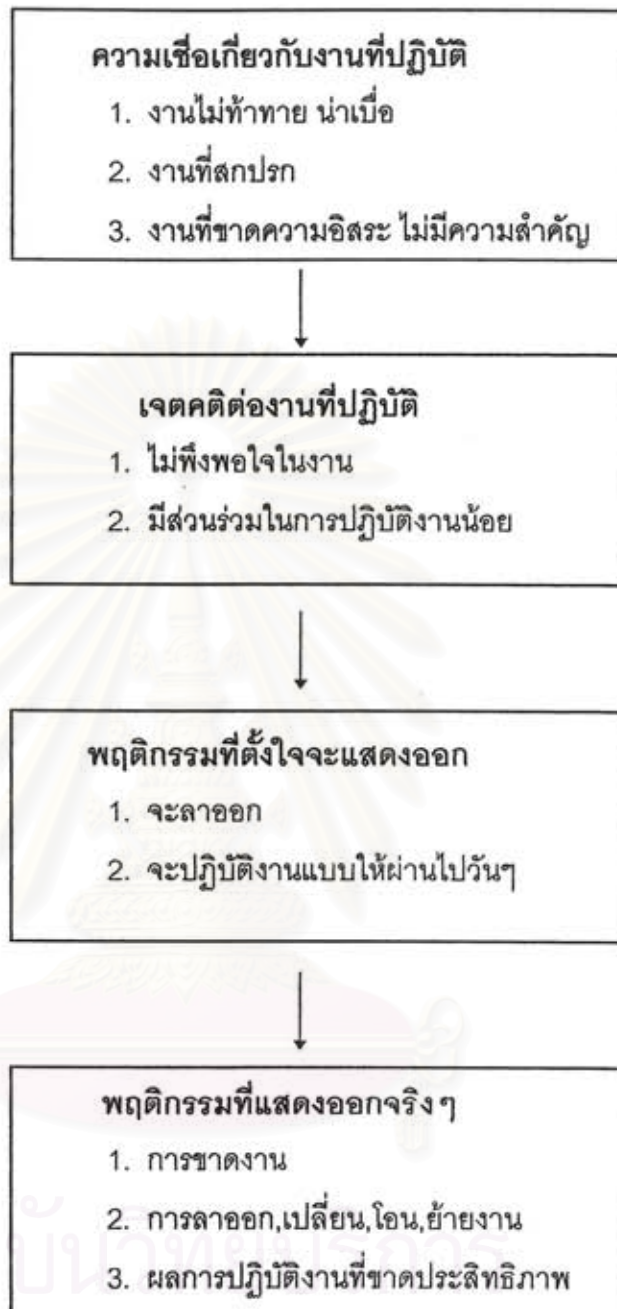 ความเชื่อเกี่ยวกับงานที่ปฏิบัติ
1. งานไม่ท้าทาย น่าเบื่อ
2. งานที่สกปรก
3. งานที่ขาดความอิสระ ไม่มีความสำคัญ
เจตคติต่องานที่ปฏิบัติ
1. ไม่พึงพอใจในงาน
2. มีส่วนร่วมในการปฏิบัติงานน้อย
พฤติกรรมที่ตั้งใจจะแสดงออก
1. จะลาออก
2. จะปฏิบัติงานแบบให้ผ่านไปวันๆ
พฤติกรรมที่แสดงออกจริงๆ
1. การขาดงาน
2. การลาออก,เปลี่ยน,โอน,ย้ายงาน
3. ผลการปฏิบัติงานที่ขาดประสิทธิภาพ